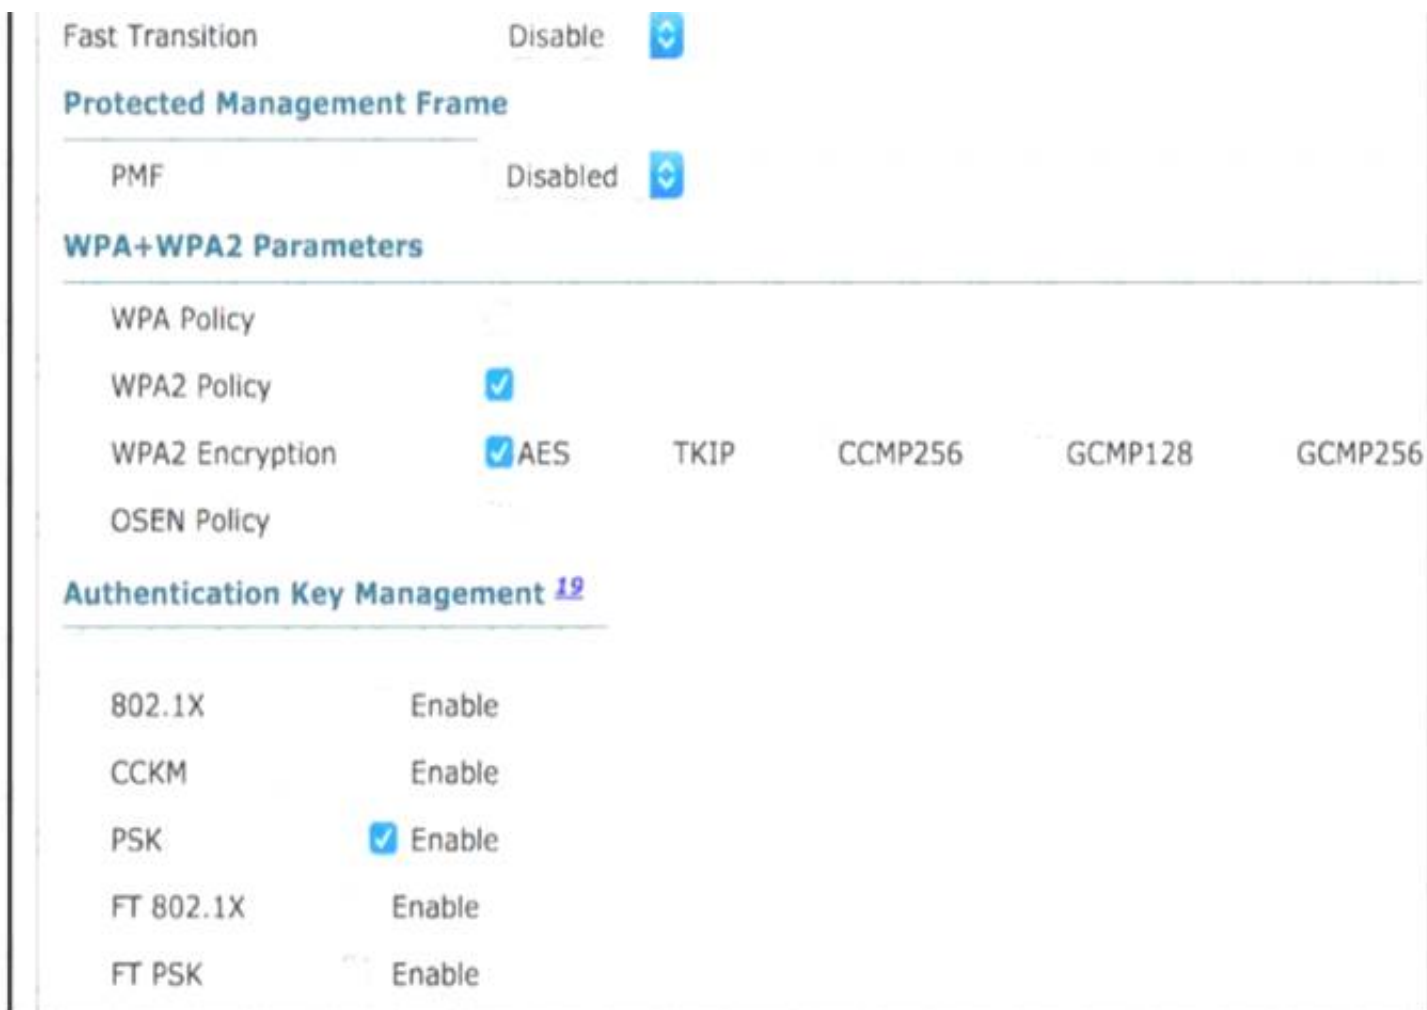 Fast Transition Disable
Protected Management Frame
PMF Disabled
WPA+WPA2 Parameters
WPA Policy
WPA2 Policy
WPA2 Encryption AES TKIP CCMP256 GCMP128 GCMP256
OSEN Policy
Authentication Key Management 19
802.1X Enable
CCKM Enable
PSK Enable
FT 802.1X Enable
FT PSK Enable